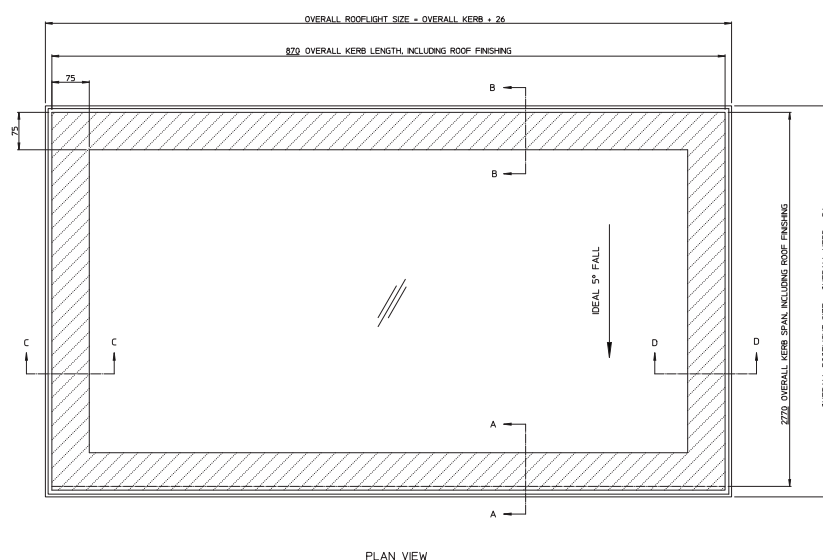 OVERALL ROOFLIGHT SIZE = OVERALL KERB + 26
870 OVERALL KERB LENGTH, INCLUDING ROOF FINISHING
75
B
75
B
2770 OVERALL KERB SPAN, INCLUDING ROOF FINISHING
IDEAL 5° FALL
C
C
D
D
A
A
PLAN VIEW